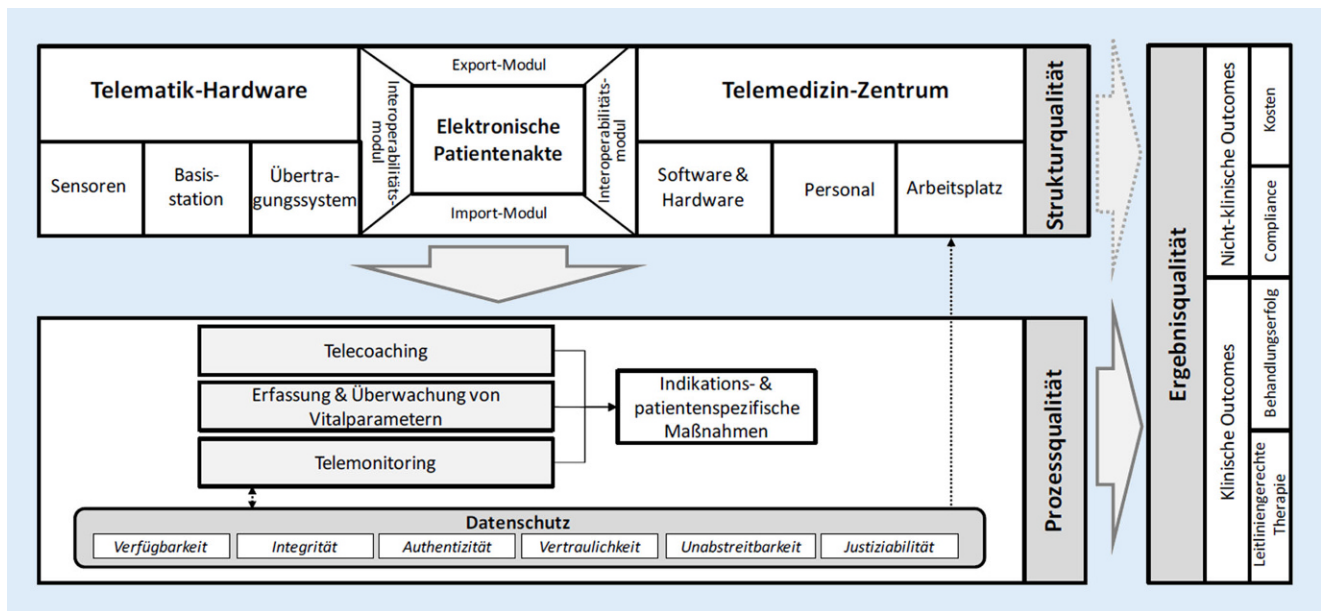 Telematik-Hardware
Sensoren
Basis-
station
Übertra-
gungssystem
Export-Modul
Interoperabilitäts-
modul
Elektronische
Patientenakte
Interoperabilitäts-
modul
Import-Modul
Telemedizin-Zentrum
Software &
Hardware
Personal
Arbeitsplatz
Strukturqualität
Telecoaching
Erfassung & Überwachung von
Vitalparametern
Telemonitoring
Indikations- &
patientenspezifische
Maßnahmen
Datenschutz
Verfügbarkeit
Integrität
Authentizität
Vertraulichkeit
Unabstreitbarkeit
Justiziabilität
Prozessqualität
Ergebnisqualität
Nicht-klinische Outcomes
Kosten
Compliance
Klinische Outcomes
Behandlungserfolg
Leitliniengerechte
Therapie